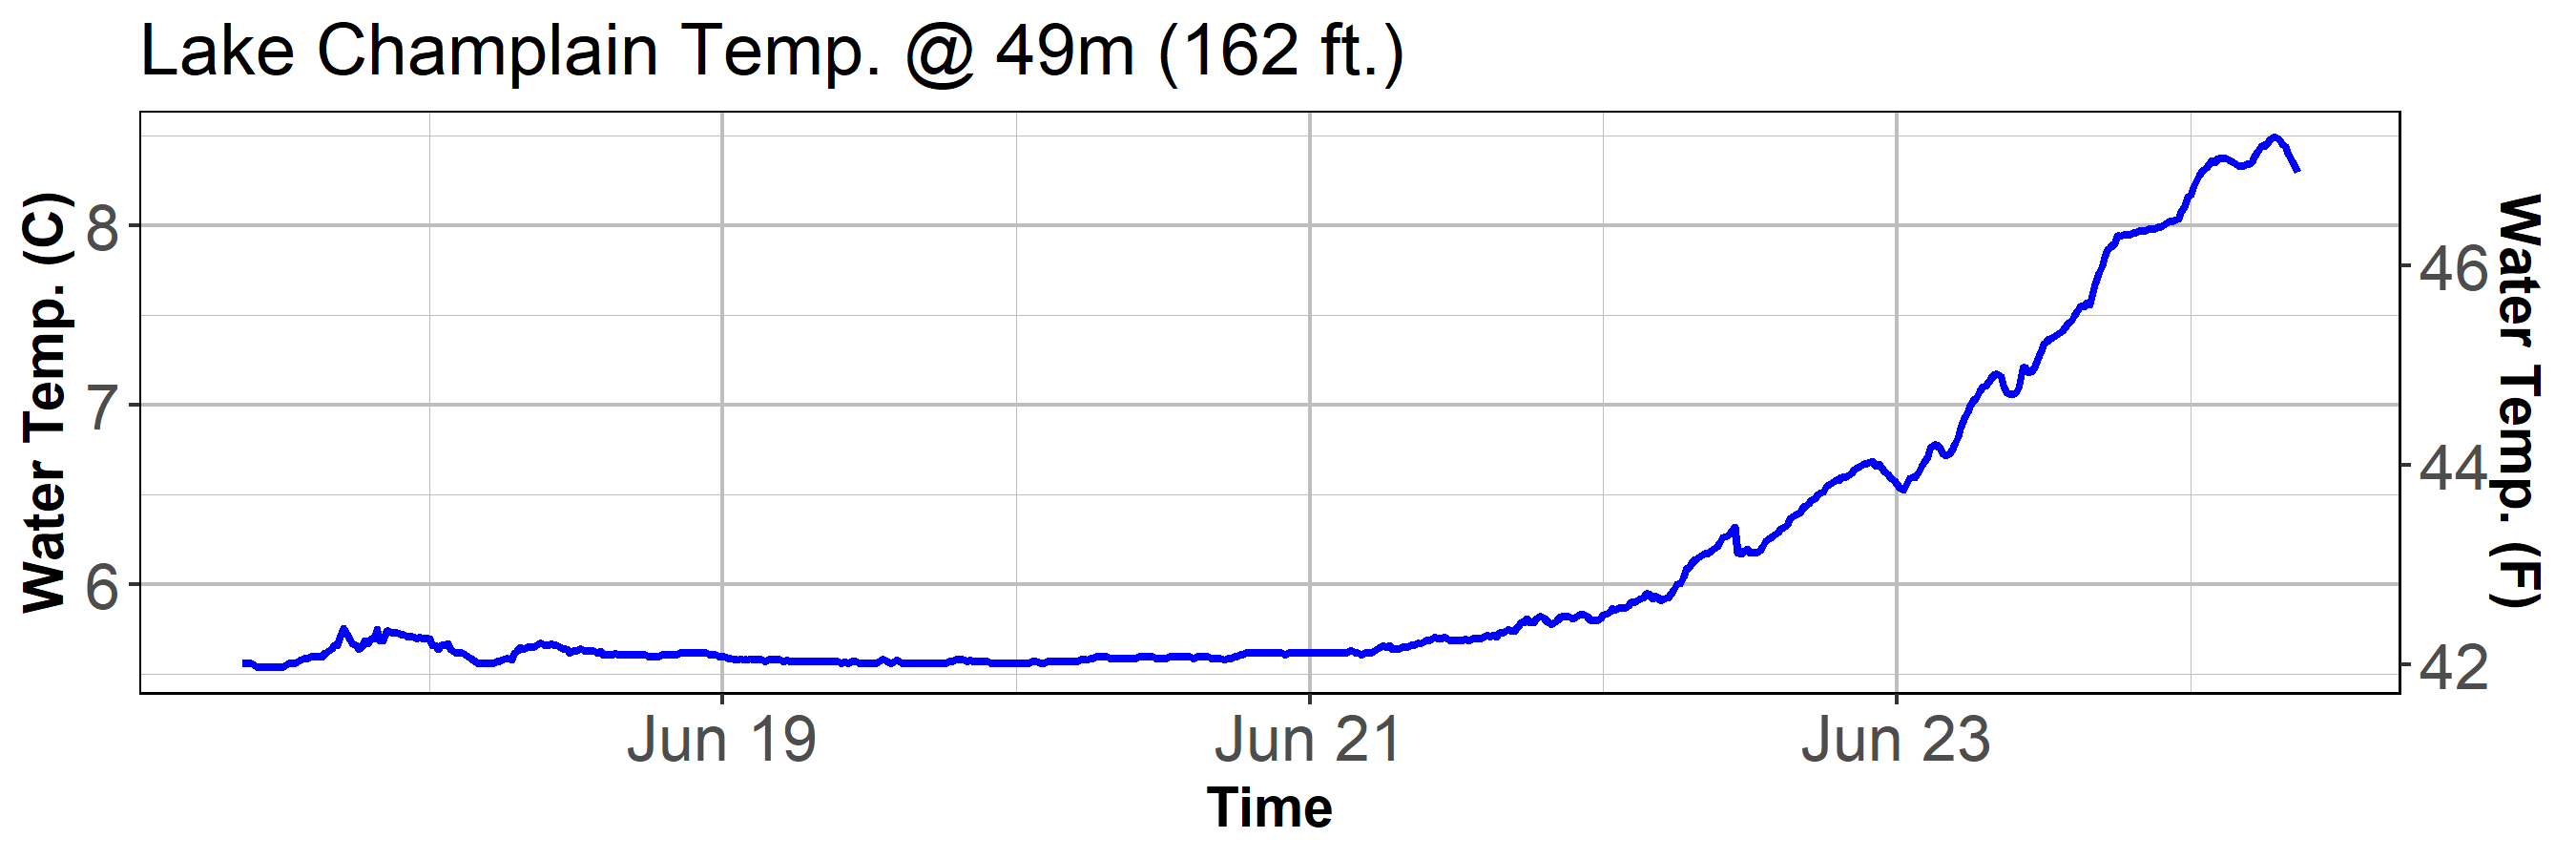 Lake Champlain Temp. @ 49m (162 ft.)
Water Temp. (C)
8
7
6
46
44
42
Water Temp. (F)
Jun 19
Jun 21
Jun 23
Time